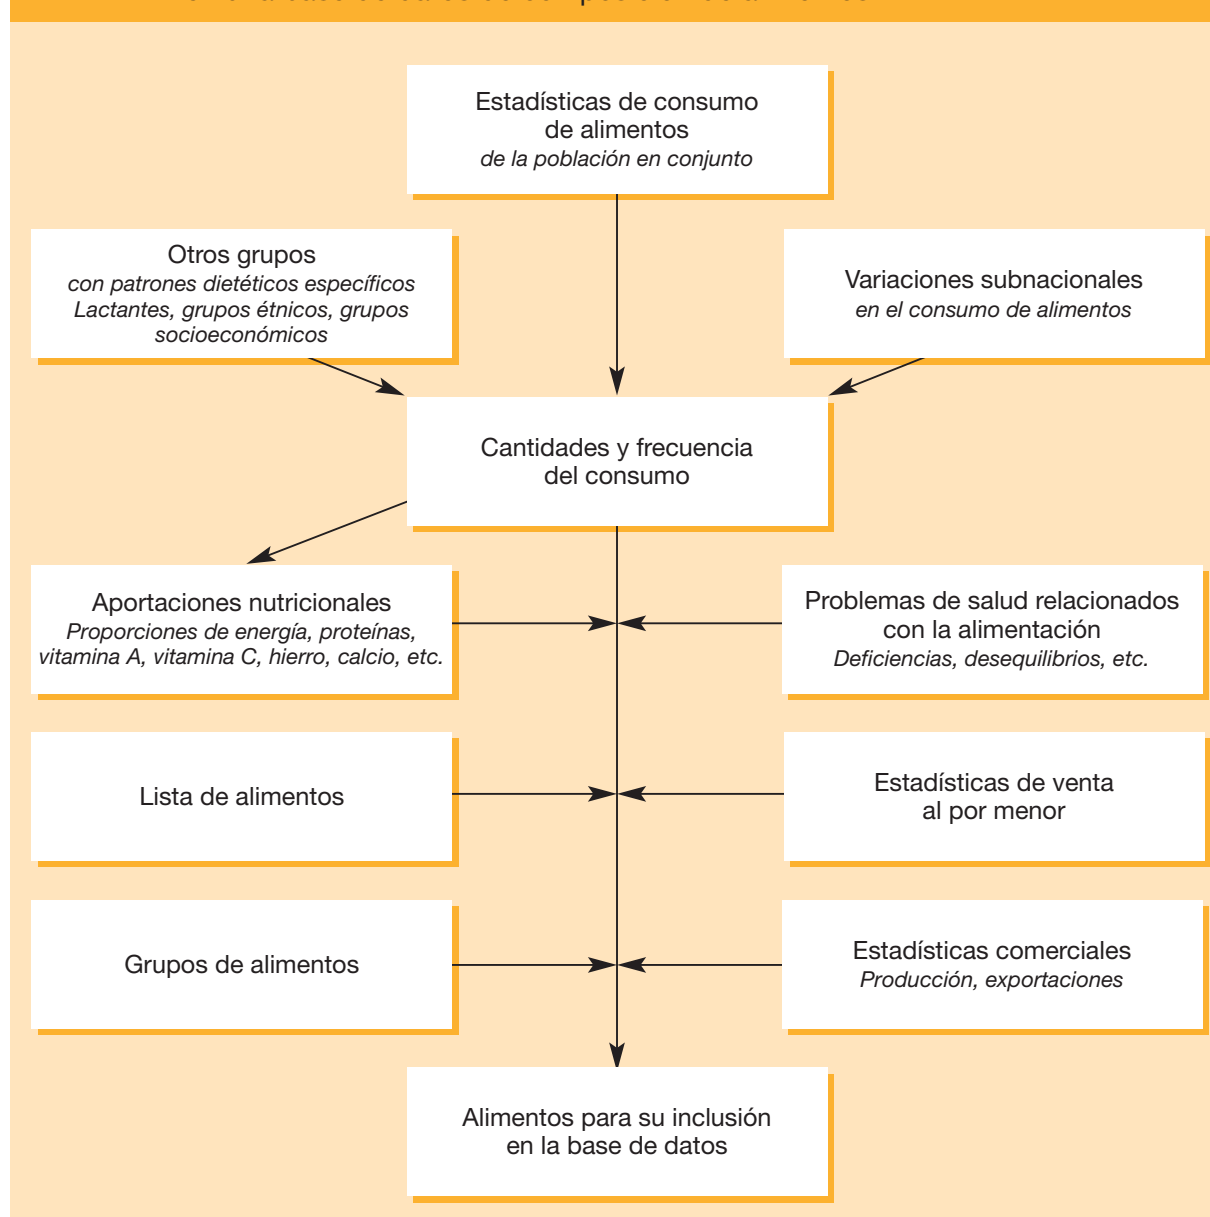 Estadísticas de consumo
de alimentos
de la población en conjunto
Otros grupos
con patrones dietéticos específicos
Lactantes, grupos étnicos, grupos
socioeconómicos
Variaciones subnacionales
en el consumo de alimentos
Cantidades y frecuencia
del consumo
Aportaciones nutricionales
Proporciones de energía, proteínas,
vitamina A, vitamina C, hierro, calcio, etc.
Problemas de salud relacionados
con la alimentación
Deficiencias, desequilibrios, etc.
Lista de alimentos
Estadísticas de venta
al por menor
Grupos de alimentos
Estadísticas comerciales
Producción, exportaciones
Alimentos para su inclusión
en la base de datos